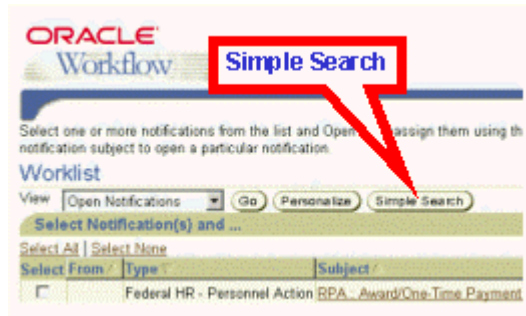 ORACLE
Workflow
Simple Search
Select one or more notifications from the list and Open assign them using th
notification subject to open a particular notification.
Worklist
View Open Notifications Go Personalize Simple Search
Select Notification(s) and ...
Select All | Select None
Select From Type Subject
Federal HR - Personnel Action RPA , Award/One-Time Payment